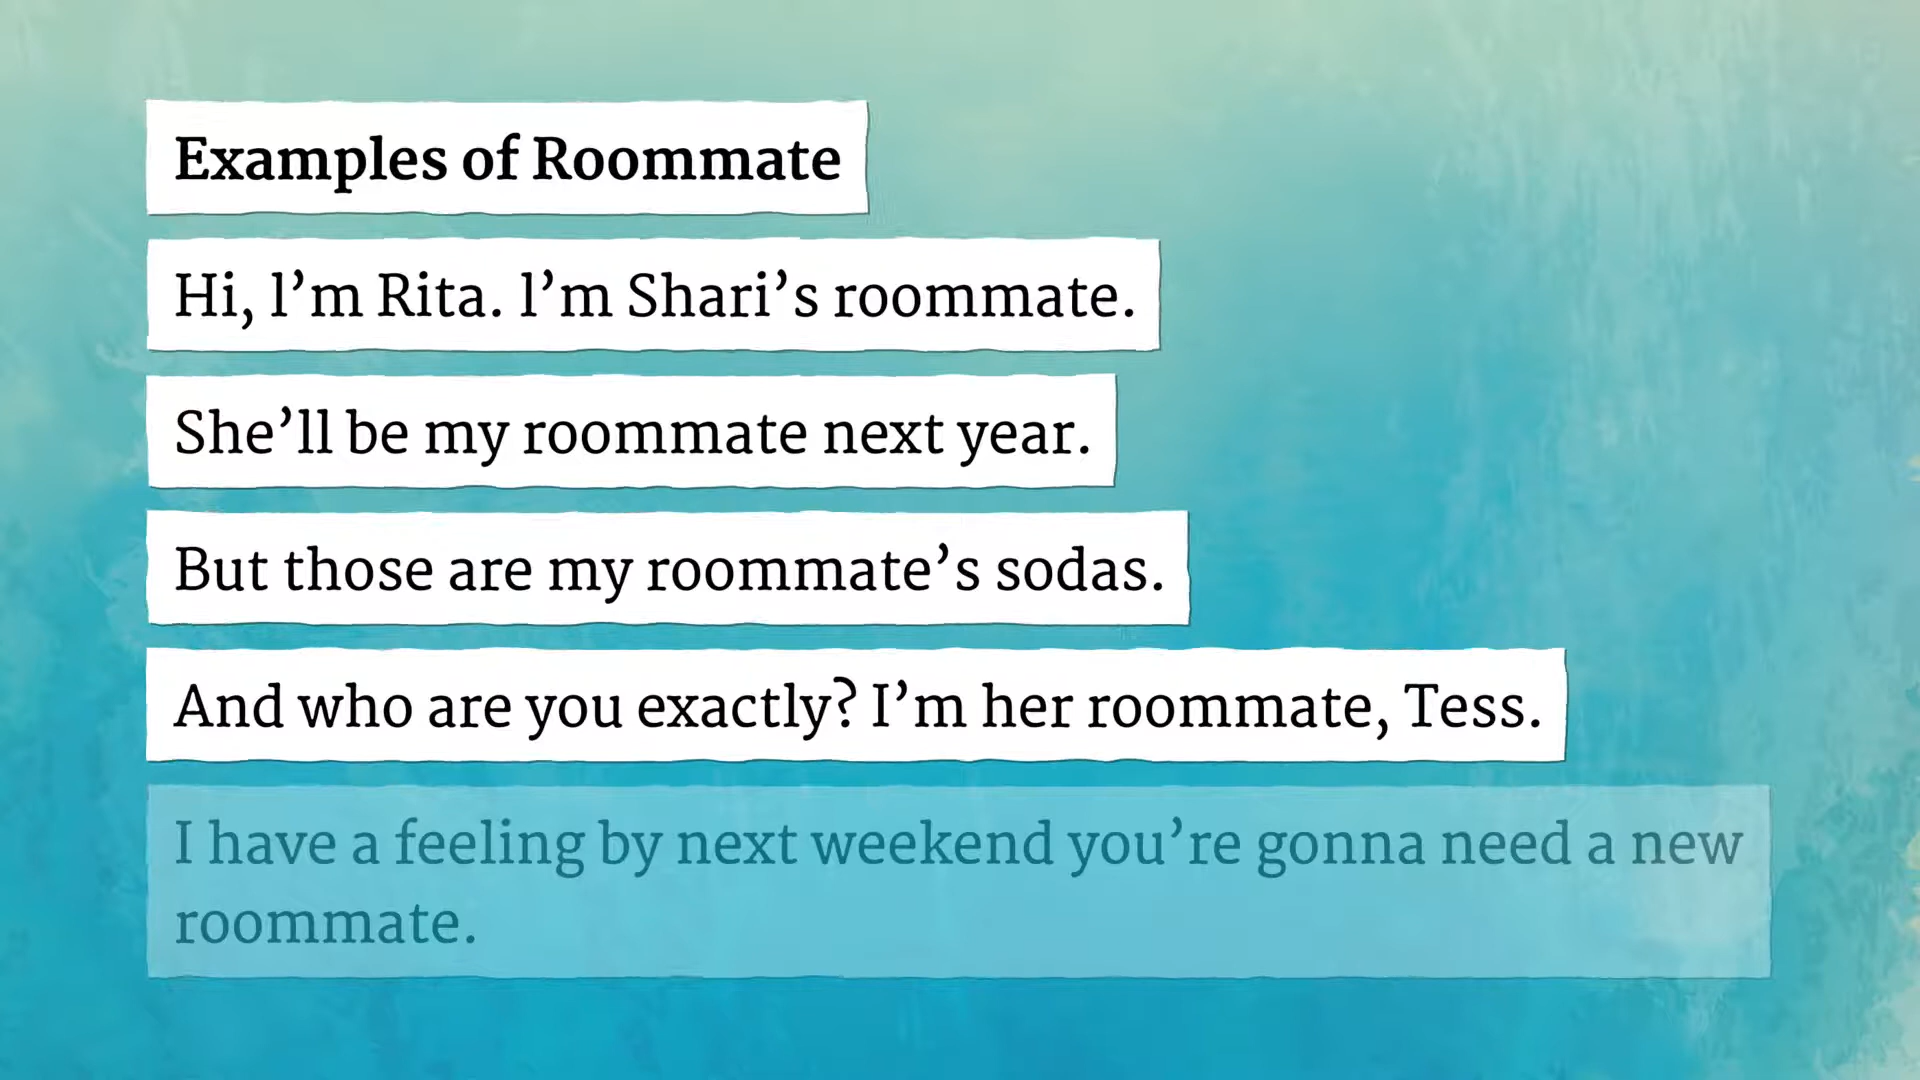 Examples of Roommate
Hi, I’m Rita. I’m Shari’s roommate.
She’ll be my roommate next year.
But those are my roommate’s sodas.
And who are you exactly? I’m her roommate, Tess.
I have a feeling by next weekend you’re gonna need a new
roommate.